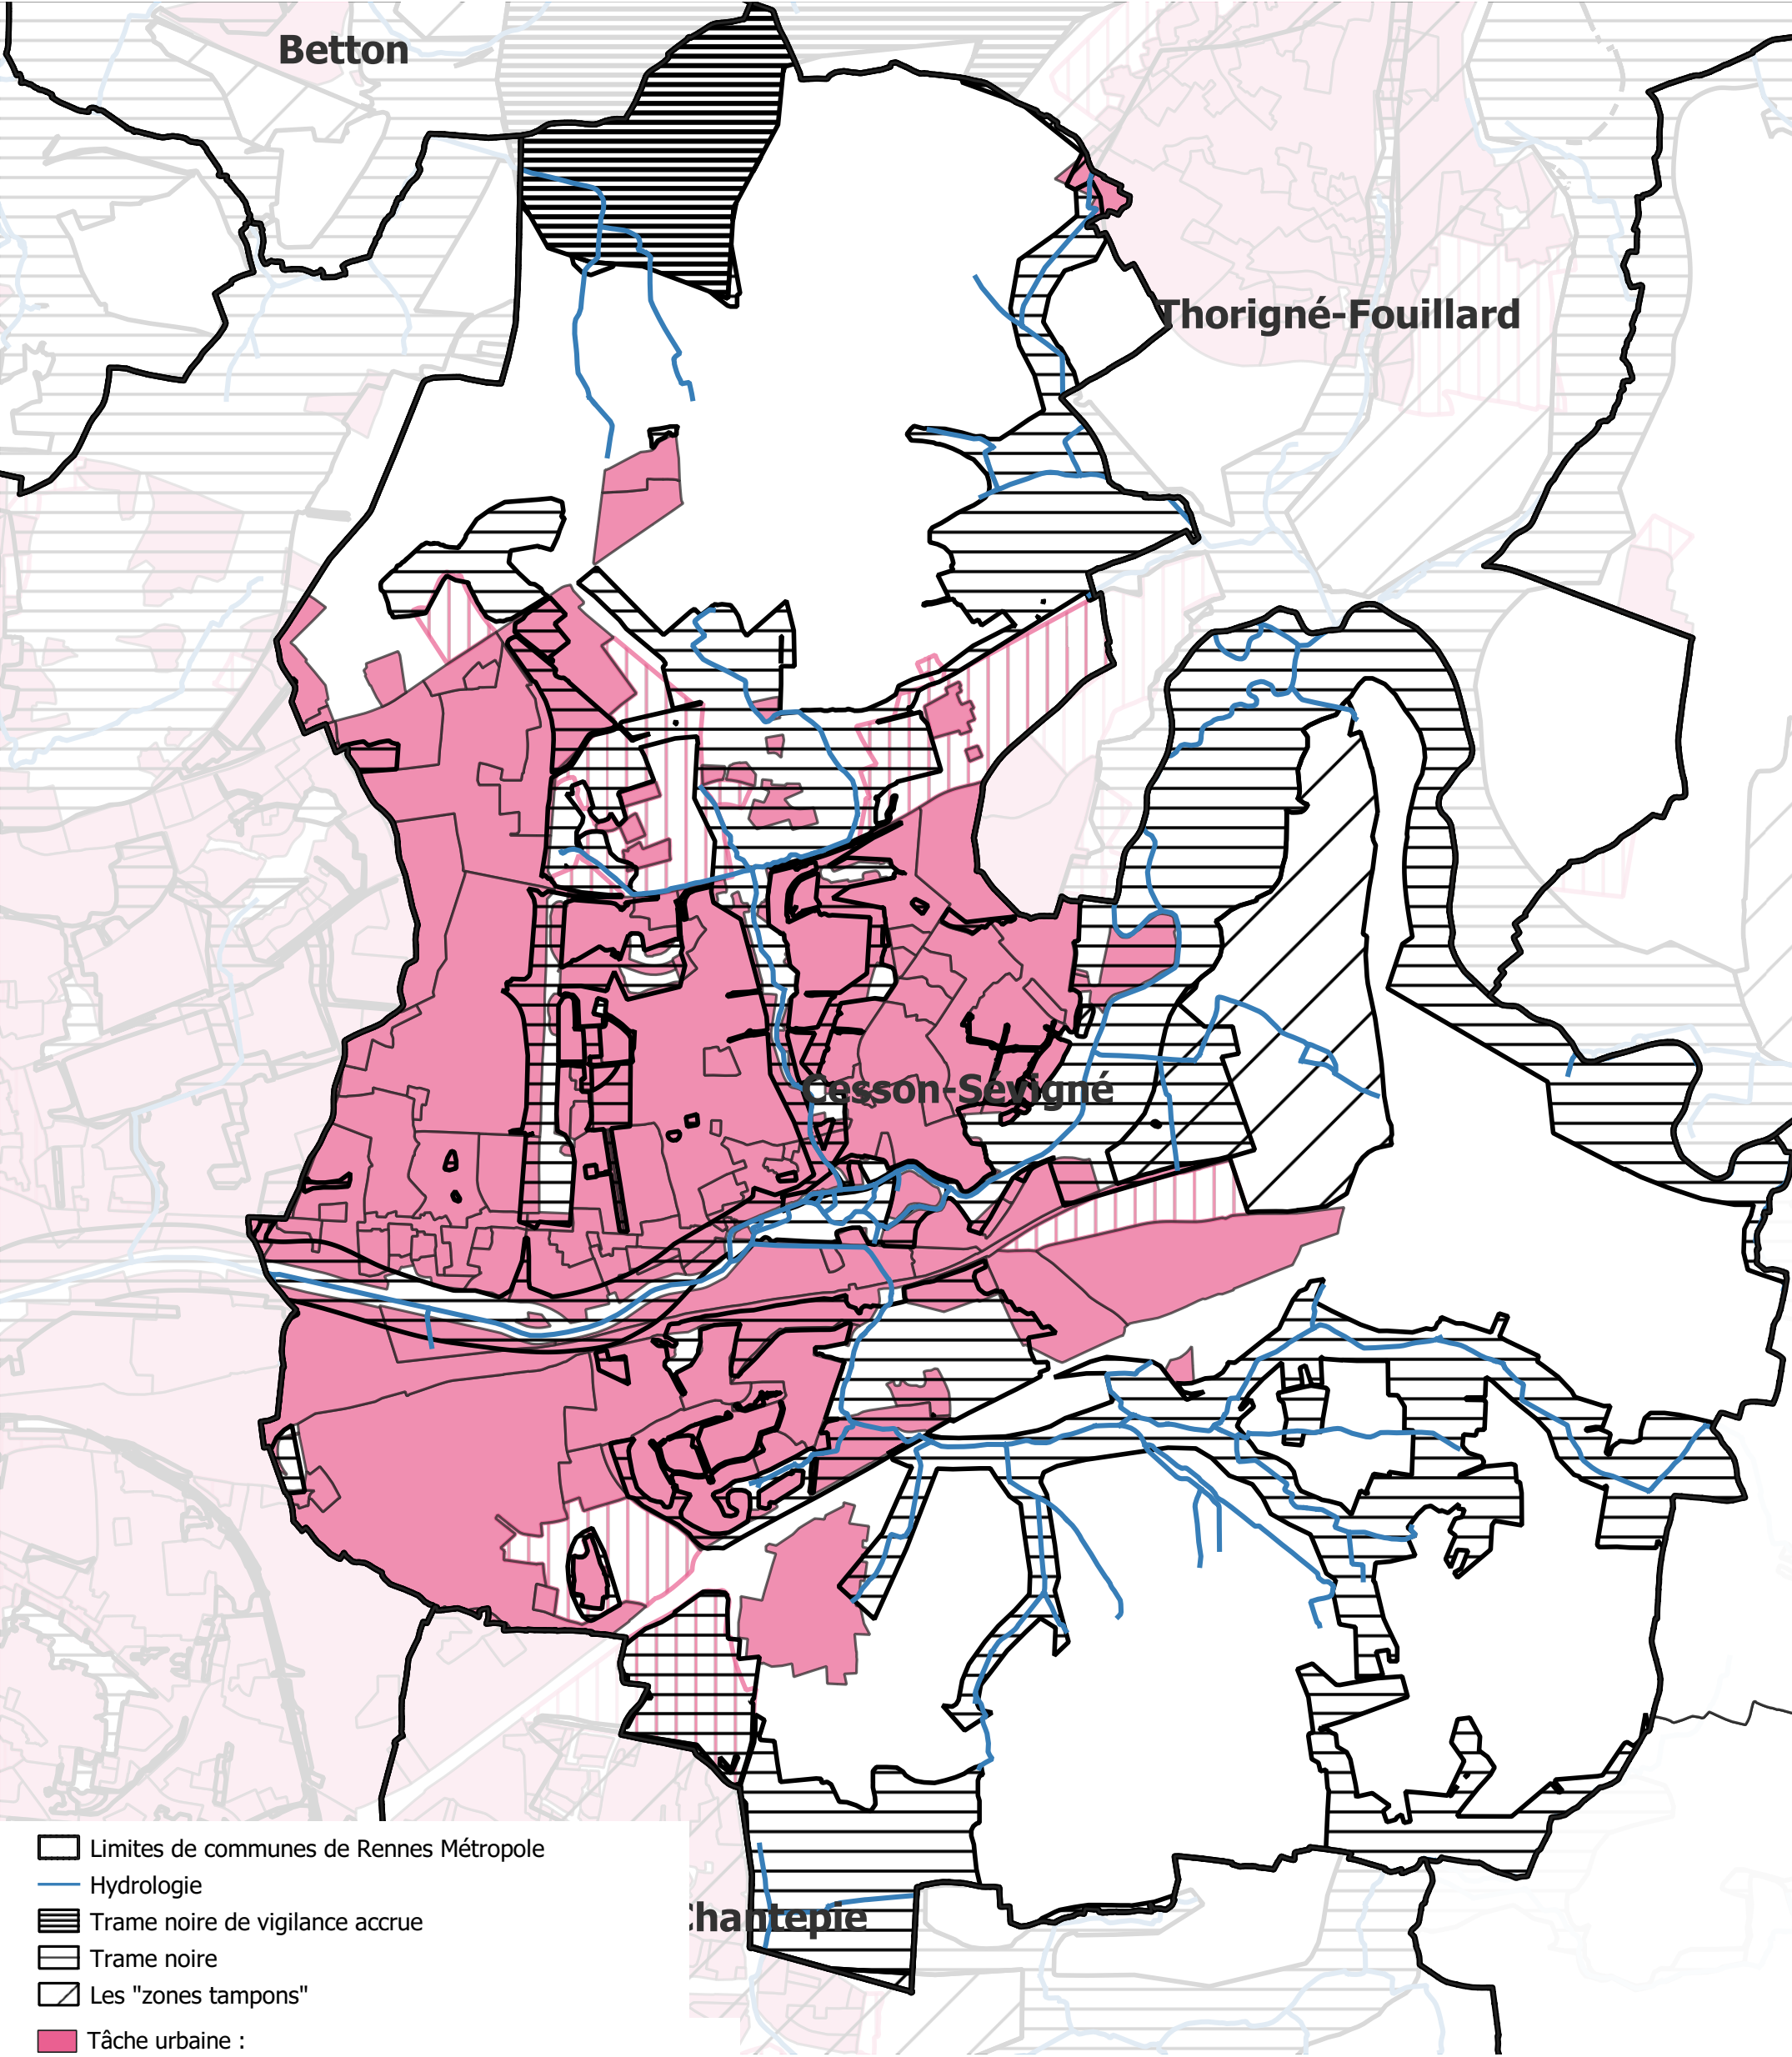 Betton
Thorigné-Fouillard
Cesson-Sévigné
Chantepie
Limites de communes de Rennes Métropole
Hydrologie
Trame noire de vigilance accrue
Trame noire
Les "zones tampons"
Tâche urbaine :